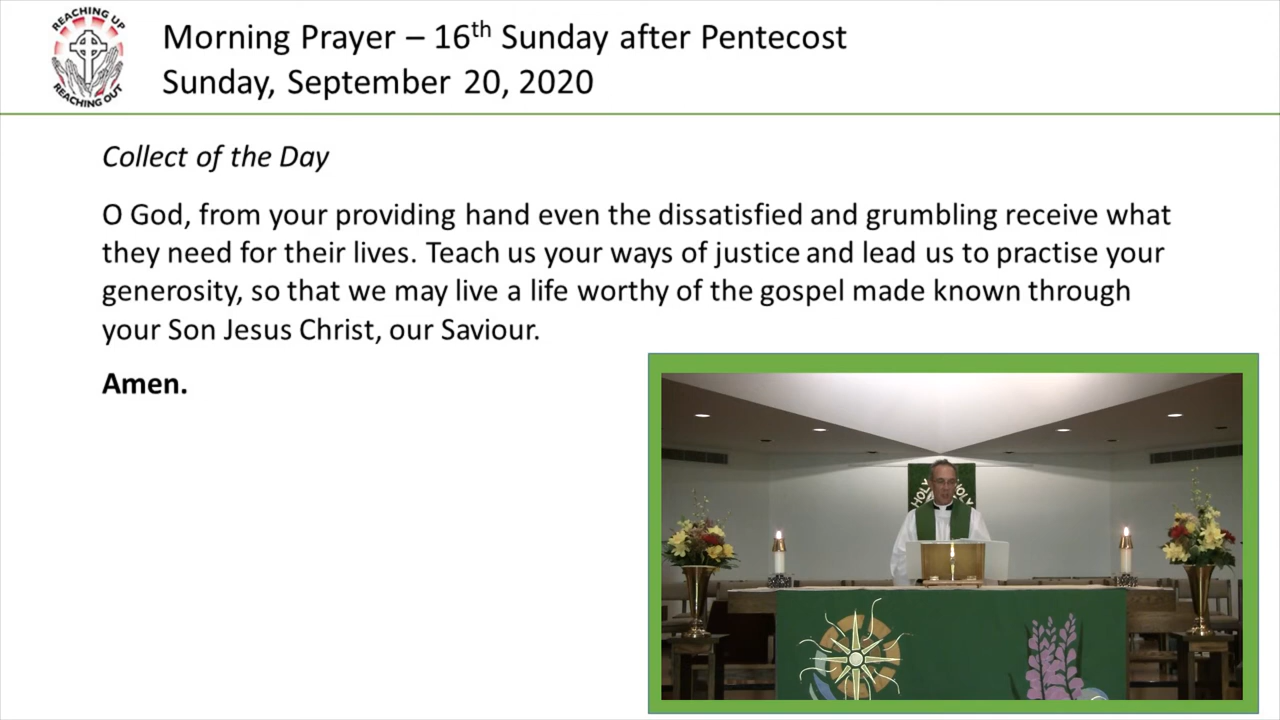 REACHING UP
REACHING OUT
Morning Prayer – 16th Sunday after Pentecost
Sunday, September 20, 2020
Collect of the Day
O God, from your providing hand even the dissatisfied and grumbling receive what
they need for their lives. Teach us your ways of justice and lead us to practise your
generosity, so that we may live a life worthy of the gospel made known through
your Son Jesus Christ, our Saviour.
Amen.
HOLY HOLY